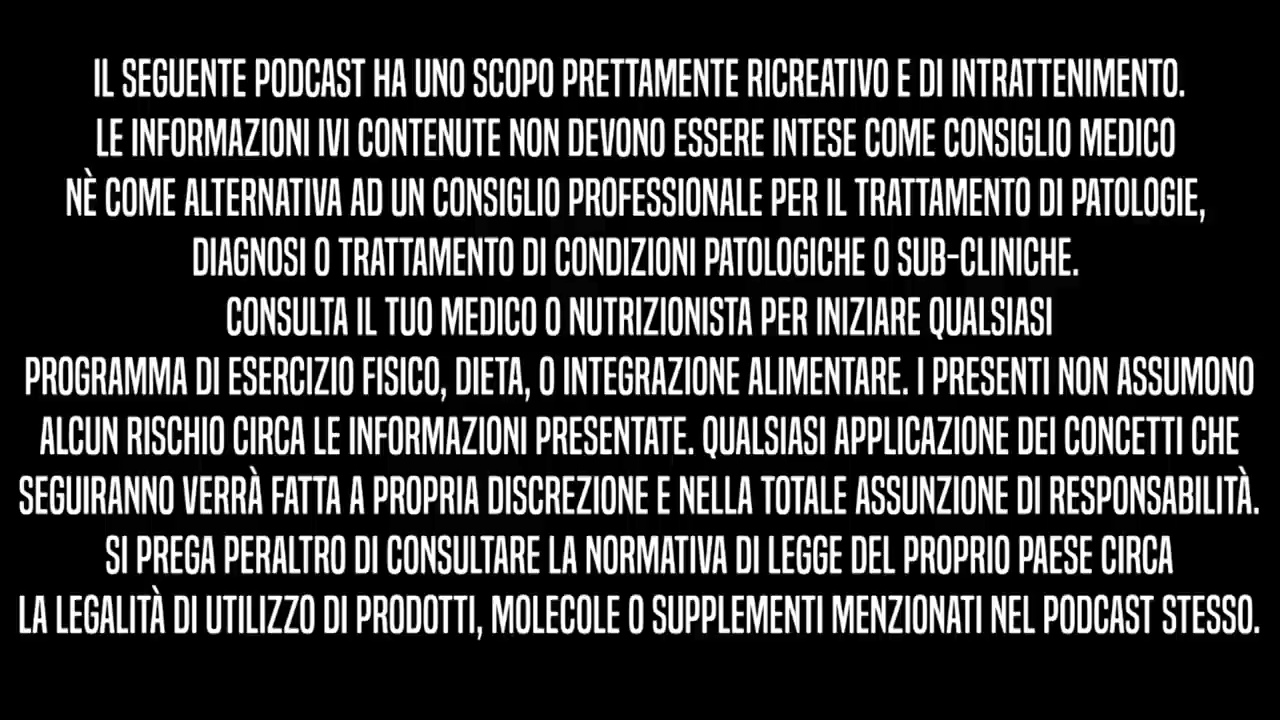 IL SEGUENTE PODCAST HA UNO SCOPO PRETTAMENTE RICREATIVO E DI INTRATTENIMENTO.
LE INFORMAZIONI IVI CONTENUTE NON DEVONO ESSERE INTESE COME CONSIGLIO MEDICO
NÈ COME ALTERNATIVA AD UN CONSIGLIO PROFESSIONALE PER IL TRATTAMENTO DI PATOLOGIE,
DIAGNOSI O TRATTAMENTO DI CONDIZIONI PATOLOGICHE O SUB-CLINICHE.
CONSULTA IL TUO MEDICO O NUTRIZIONISTA PER INIZIARE QUALSIASI
PROGRAMMA DI ESERCIZIO FISICO, DIETA, O INTEGRAZIONE ALIMENTARE. I PRESENTI NON ASSUMONO
ALCUN RISCHIO CIRCA LE INFORMAZIONI PRESENTATE. QUALSIASI APPLICAZIONE DEI CONCETTI CHE
SEGUIRANNO VERRÀ FATTA A PROPRIA DISCREZIONE E NELLA TOTALE ASSUNZIONE DI RESPONSABILITÀ.
SI PREGA PERALTRO DI CONSULTARE LA NORMATIVA DI LEGGE DEL PROPRIO PAESE CIRCA
LA LEGALITÀ DI UTILIZZO DI PRODOTTI, MOLECOLE O SUPPLEMENTI MENZIONATI NEL PODCAST STESSO.